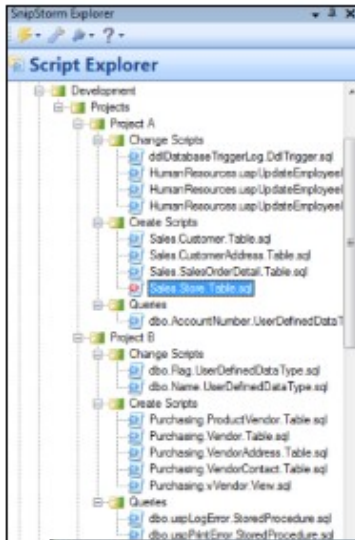 SnipStorm Explorer
Script Explorer
Development
Projects
Project A
Change Scripts
ddlDatabaseTriggerLog.DdlTrigger.sql
HumanResources.uspUpdateEmployeeI
HumanResources.uspUpdateEmployeeI
HumanResources.uspUpdateEmployeeI
Create Scripts
Sales.Customer.Table.sql
Sales.CustomerAddress.Table.sql
Sales.SalesOrderDetail.Table.sql
Sales.Store.Table.sql
Queries
dbo.AccountNumber.UserDefinedDataT
Project B
Change Scripts
dbo.Flag.UserDefinedDataType.sql
dbo.Name.UserDefinedDataType.sql
Create Scripts
Purchasing.ProductVendor.Table.sql
Purchasing.Vendor.Table.sql
Purchasing.VendorAddress.Table.sql
Purchasing.VendorContact.Table.sql
Purchasing.vVendor.View.sql
Queries
dbo.uspLogError.StoredProcedure.sql
dbo.uspPrintError.StoredProcedure.sql